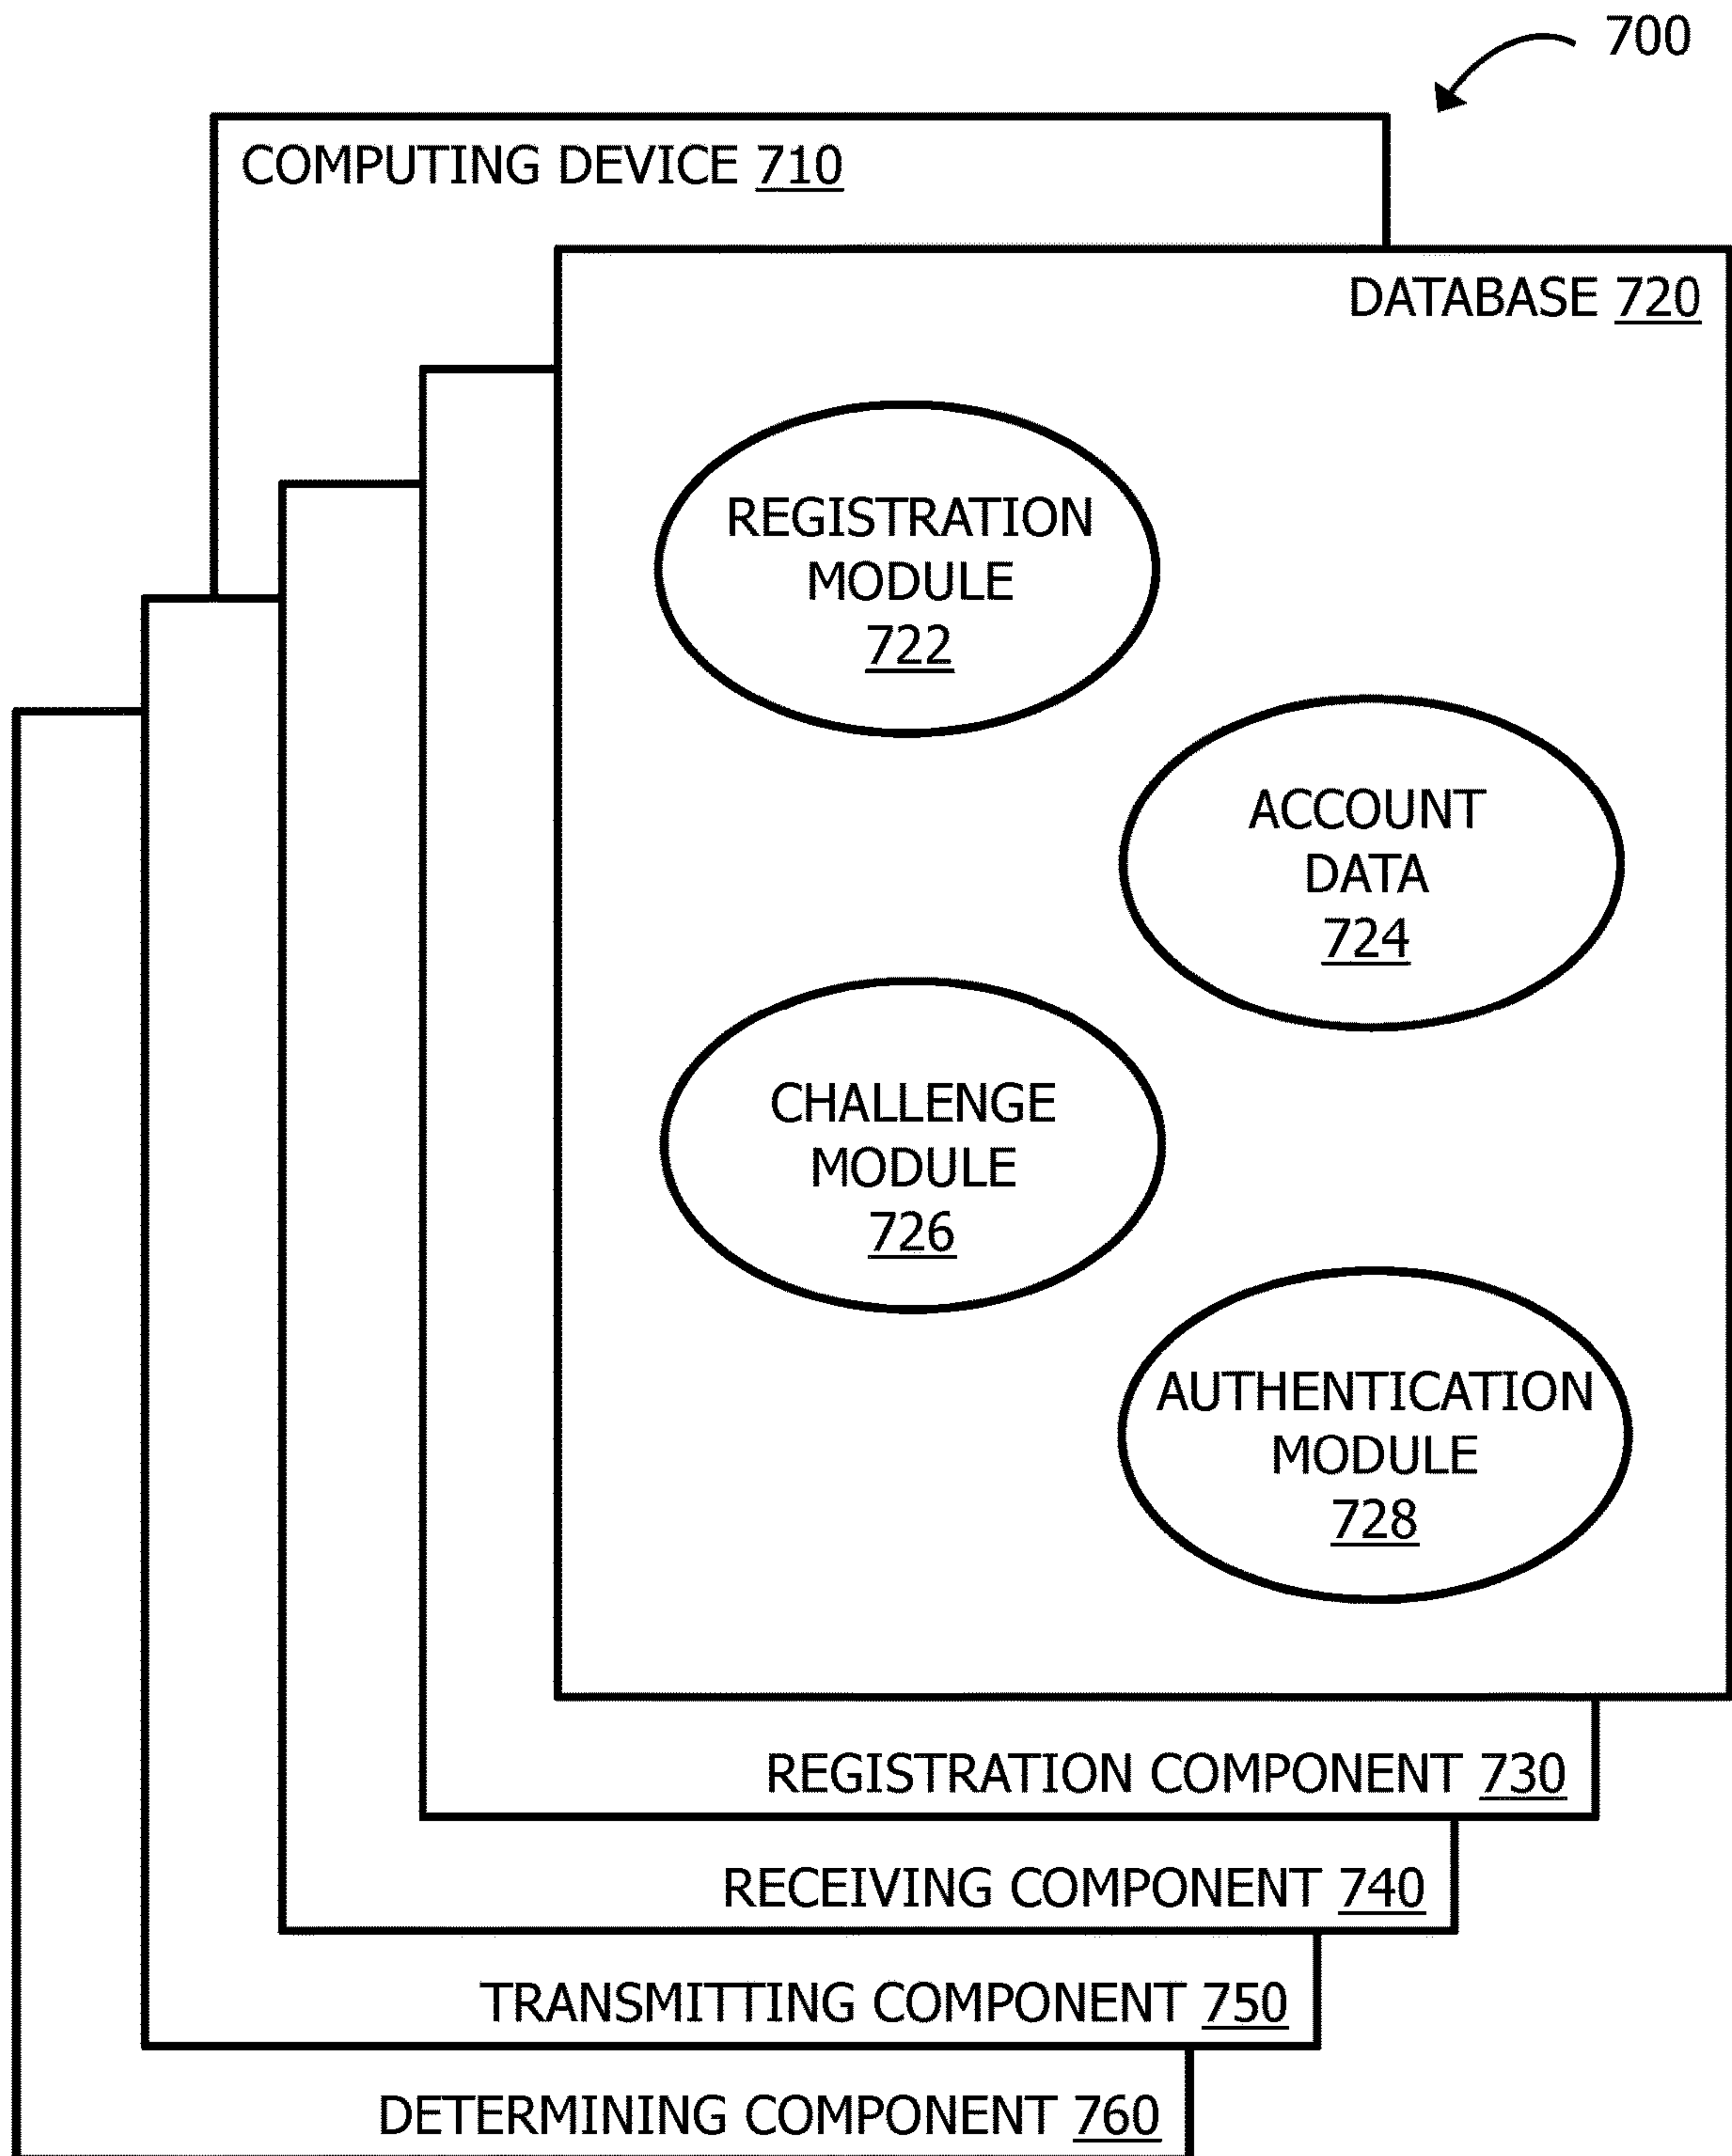 700
COMPUTING DEVICE 710
DATABASE 720
REGISTRATION
MODULE
722
ACCOUNT
DATA
724
CHALLENGE
MODULE
726
AUTHENTICATION
MODULE
728
REGISTRATION COMPONENT 730
RECEIVING COMPONENT 740
TRANSMITTING COMPONENT 750
DETERMINING COMPONENT 760